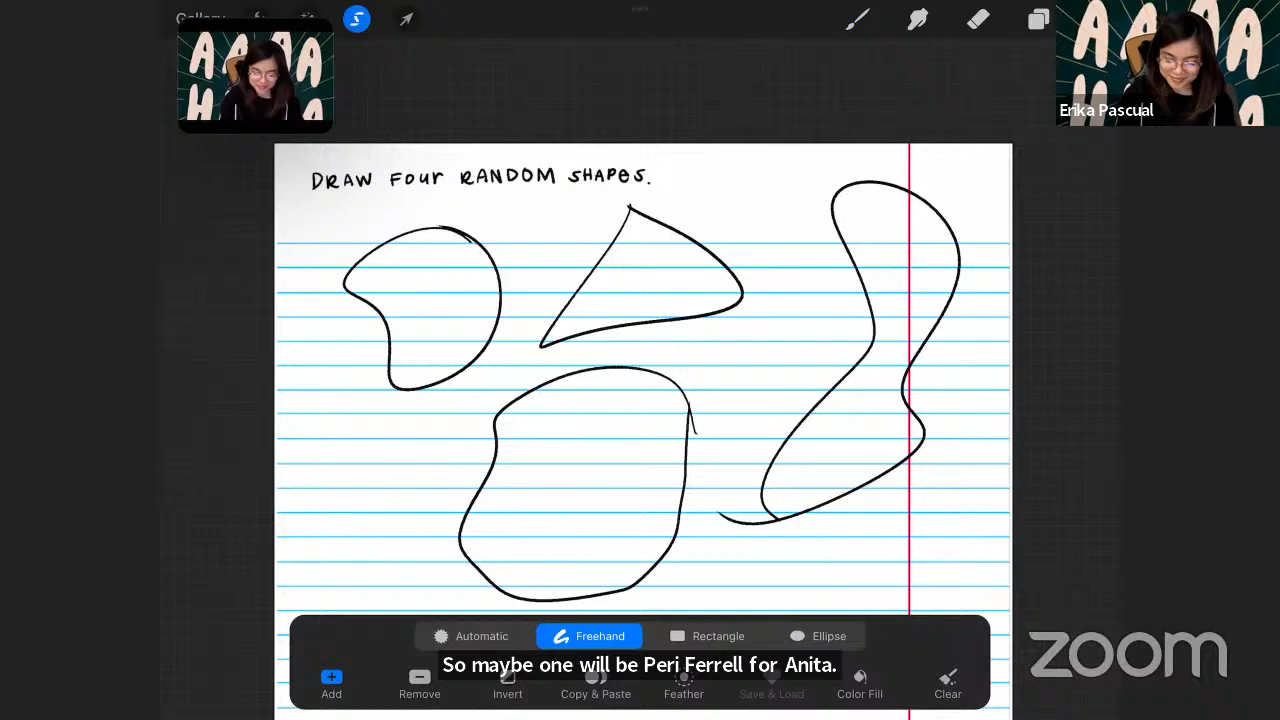 Gallery
A A A A
H
A A A A
H
Erika Pascual
DRAW FOUR RANDOM SHAPES.
Automatic Freehand Rectangle Ellipse
So maybe one will be Peri Ferrell for Anita.
Add Remove Invert Copy & Paste Feather Save & Load Color Fill Clear
zoom